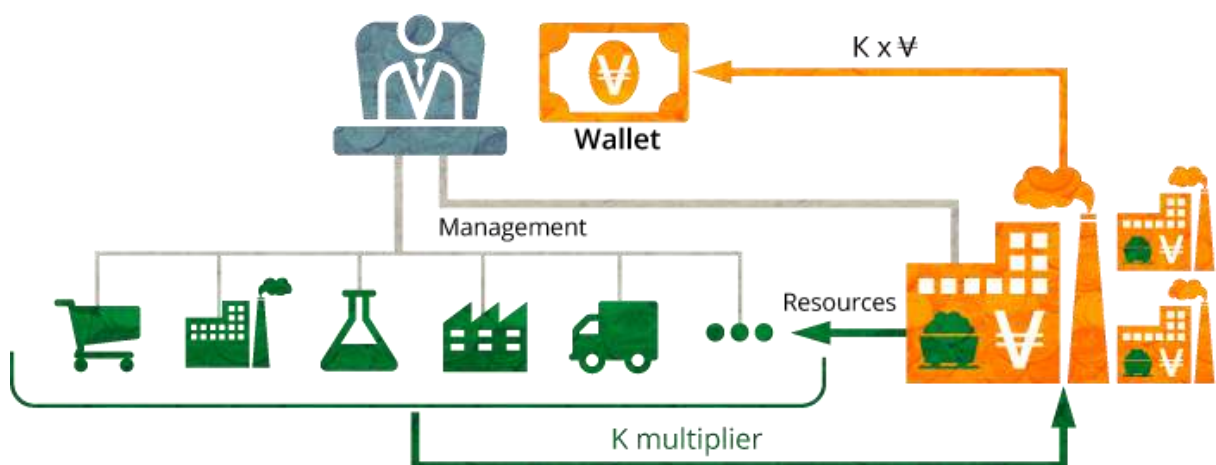 K x ₩
Wallet
Management
Resources
K multiplier